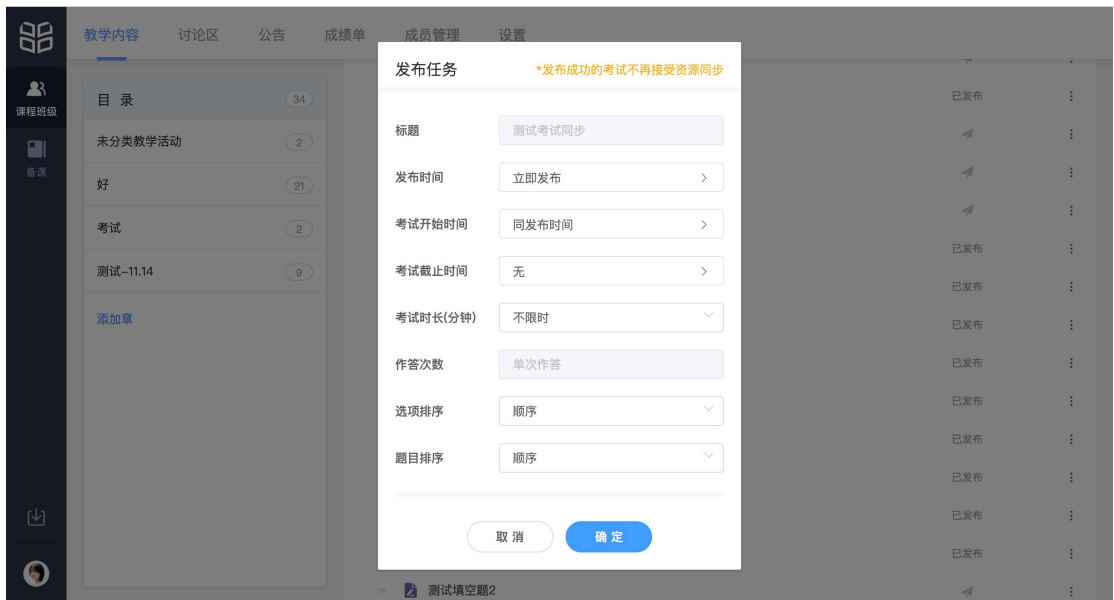 教学内容 讨论区 公告 成绩单 成员管理 设置
课程班级
备课
目录 34
未分类教学活动 2
好 21
考试 2
测试-11.14 9
添加章
发布任务 *发布成功的考试不再接受资源同步
标题 测试考试同步
发布时间 立即发布
考试开始时间 同发布时间
考试截止时间 无
考试时长(分钟) 不限时
作答次数 单次作答
选项排序 顺序
题目排序 顺序
取消 确定
已发布
已发布
已发布
已发布
已发布
已发布
已发布
已发布
已发布
已发布
测试填空题2